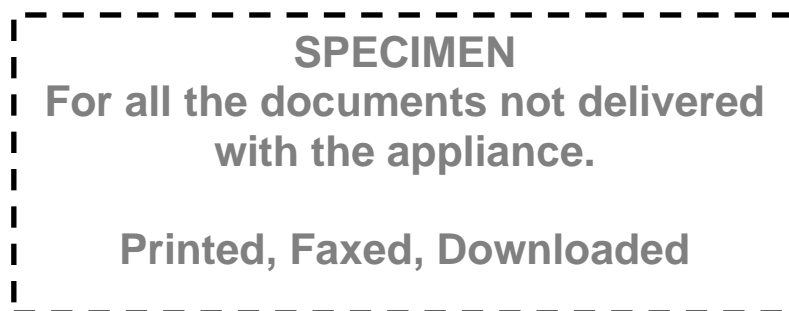 SPECIMEN
For all the documents not delivered
with the appliance.
Printed, Faxed, Downloaded